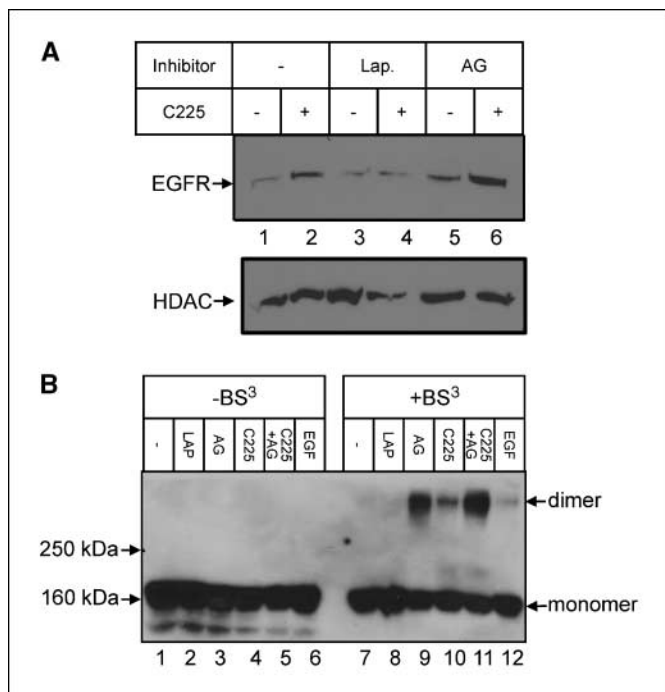 A
Inhibitor - Lap. AG
C225 - + - + - +
EGFR
1 2 3 4 5 6
HDAC
B
-BS³ +BS³
- LAP AG C225 C225 +AG EGF - LAP AG C225 C225 +AG EGF
dimer
250 kDa
160 kDa monomer
1 2 3 4 5 6 7 8 9 10 11 12